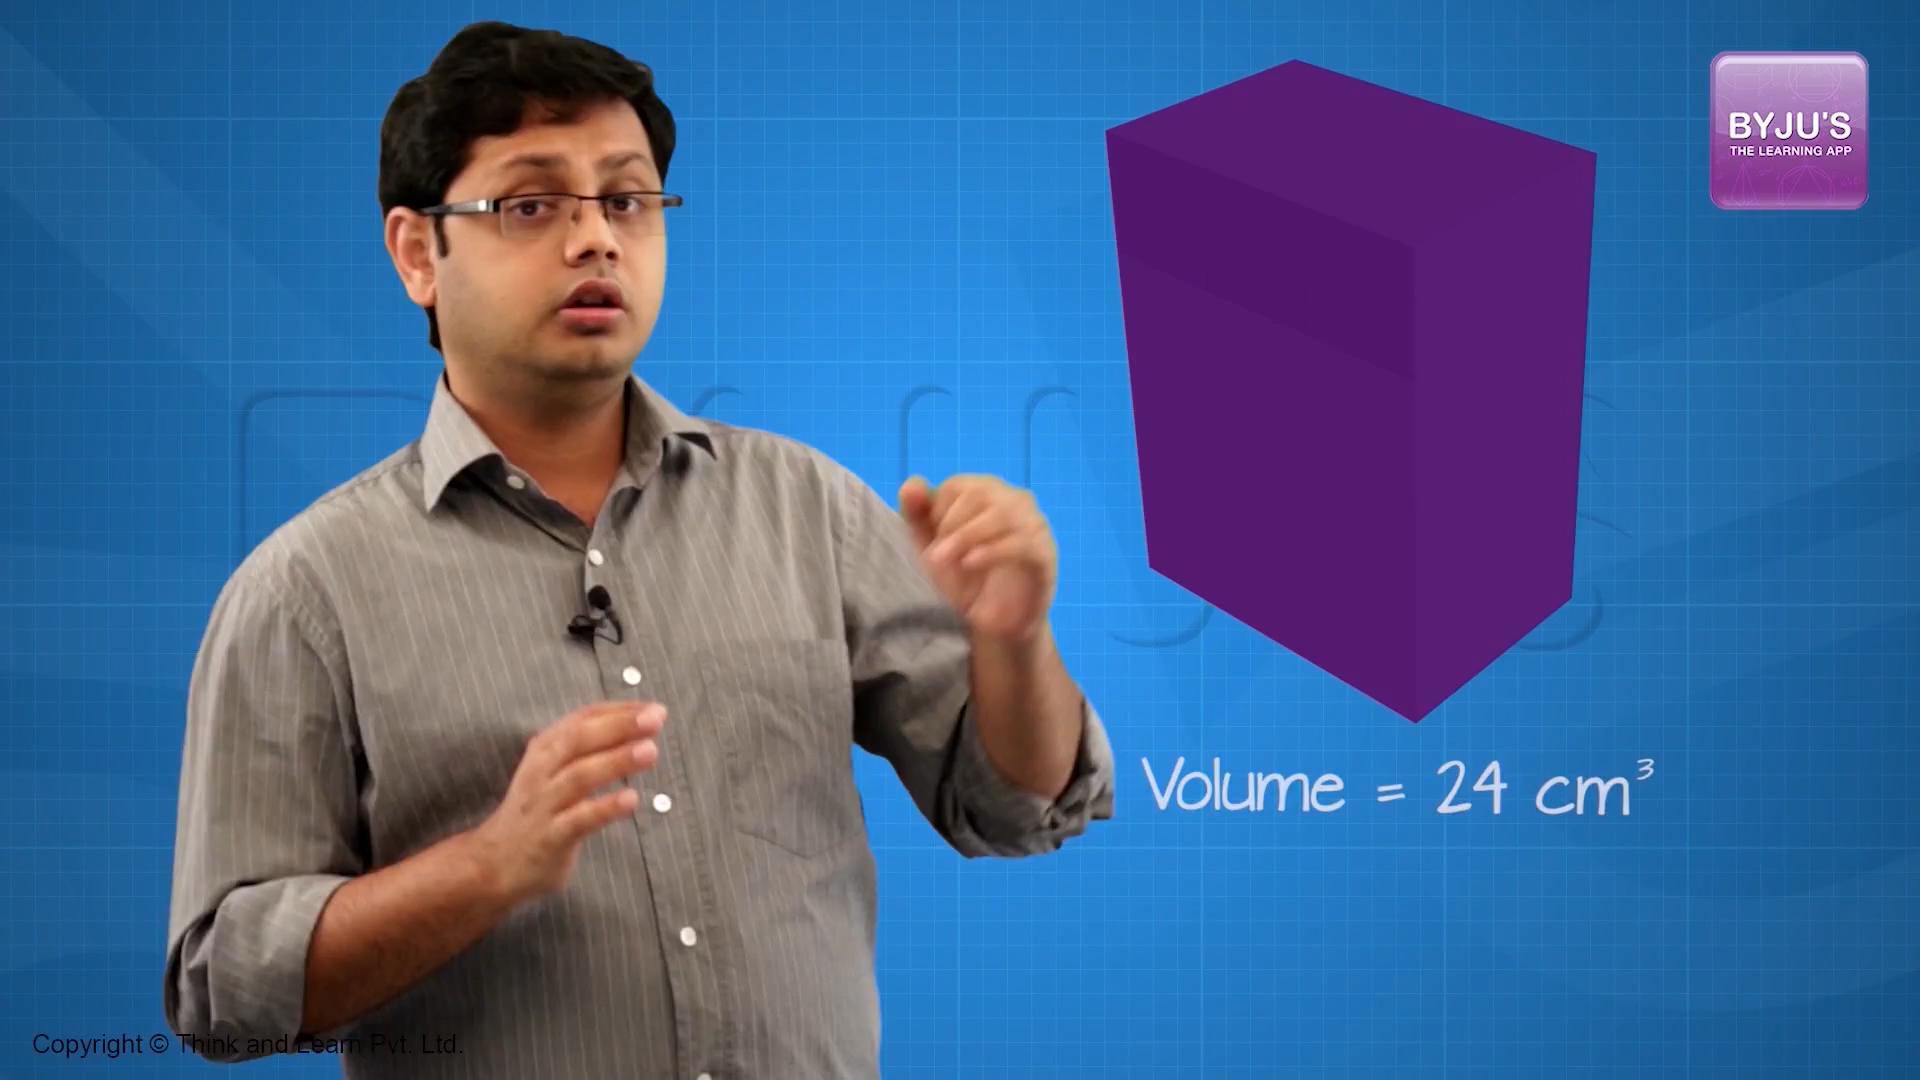 BYJU'S
THE LEARNING APP
Volume = 24 cm³
Copyright © Think and Learn Pvt. Ltd.